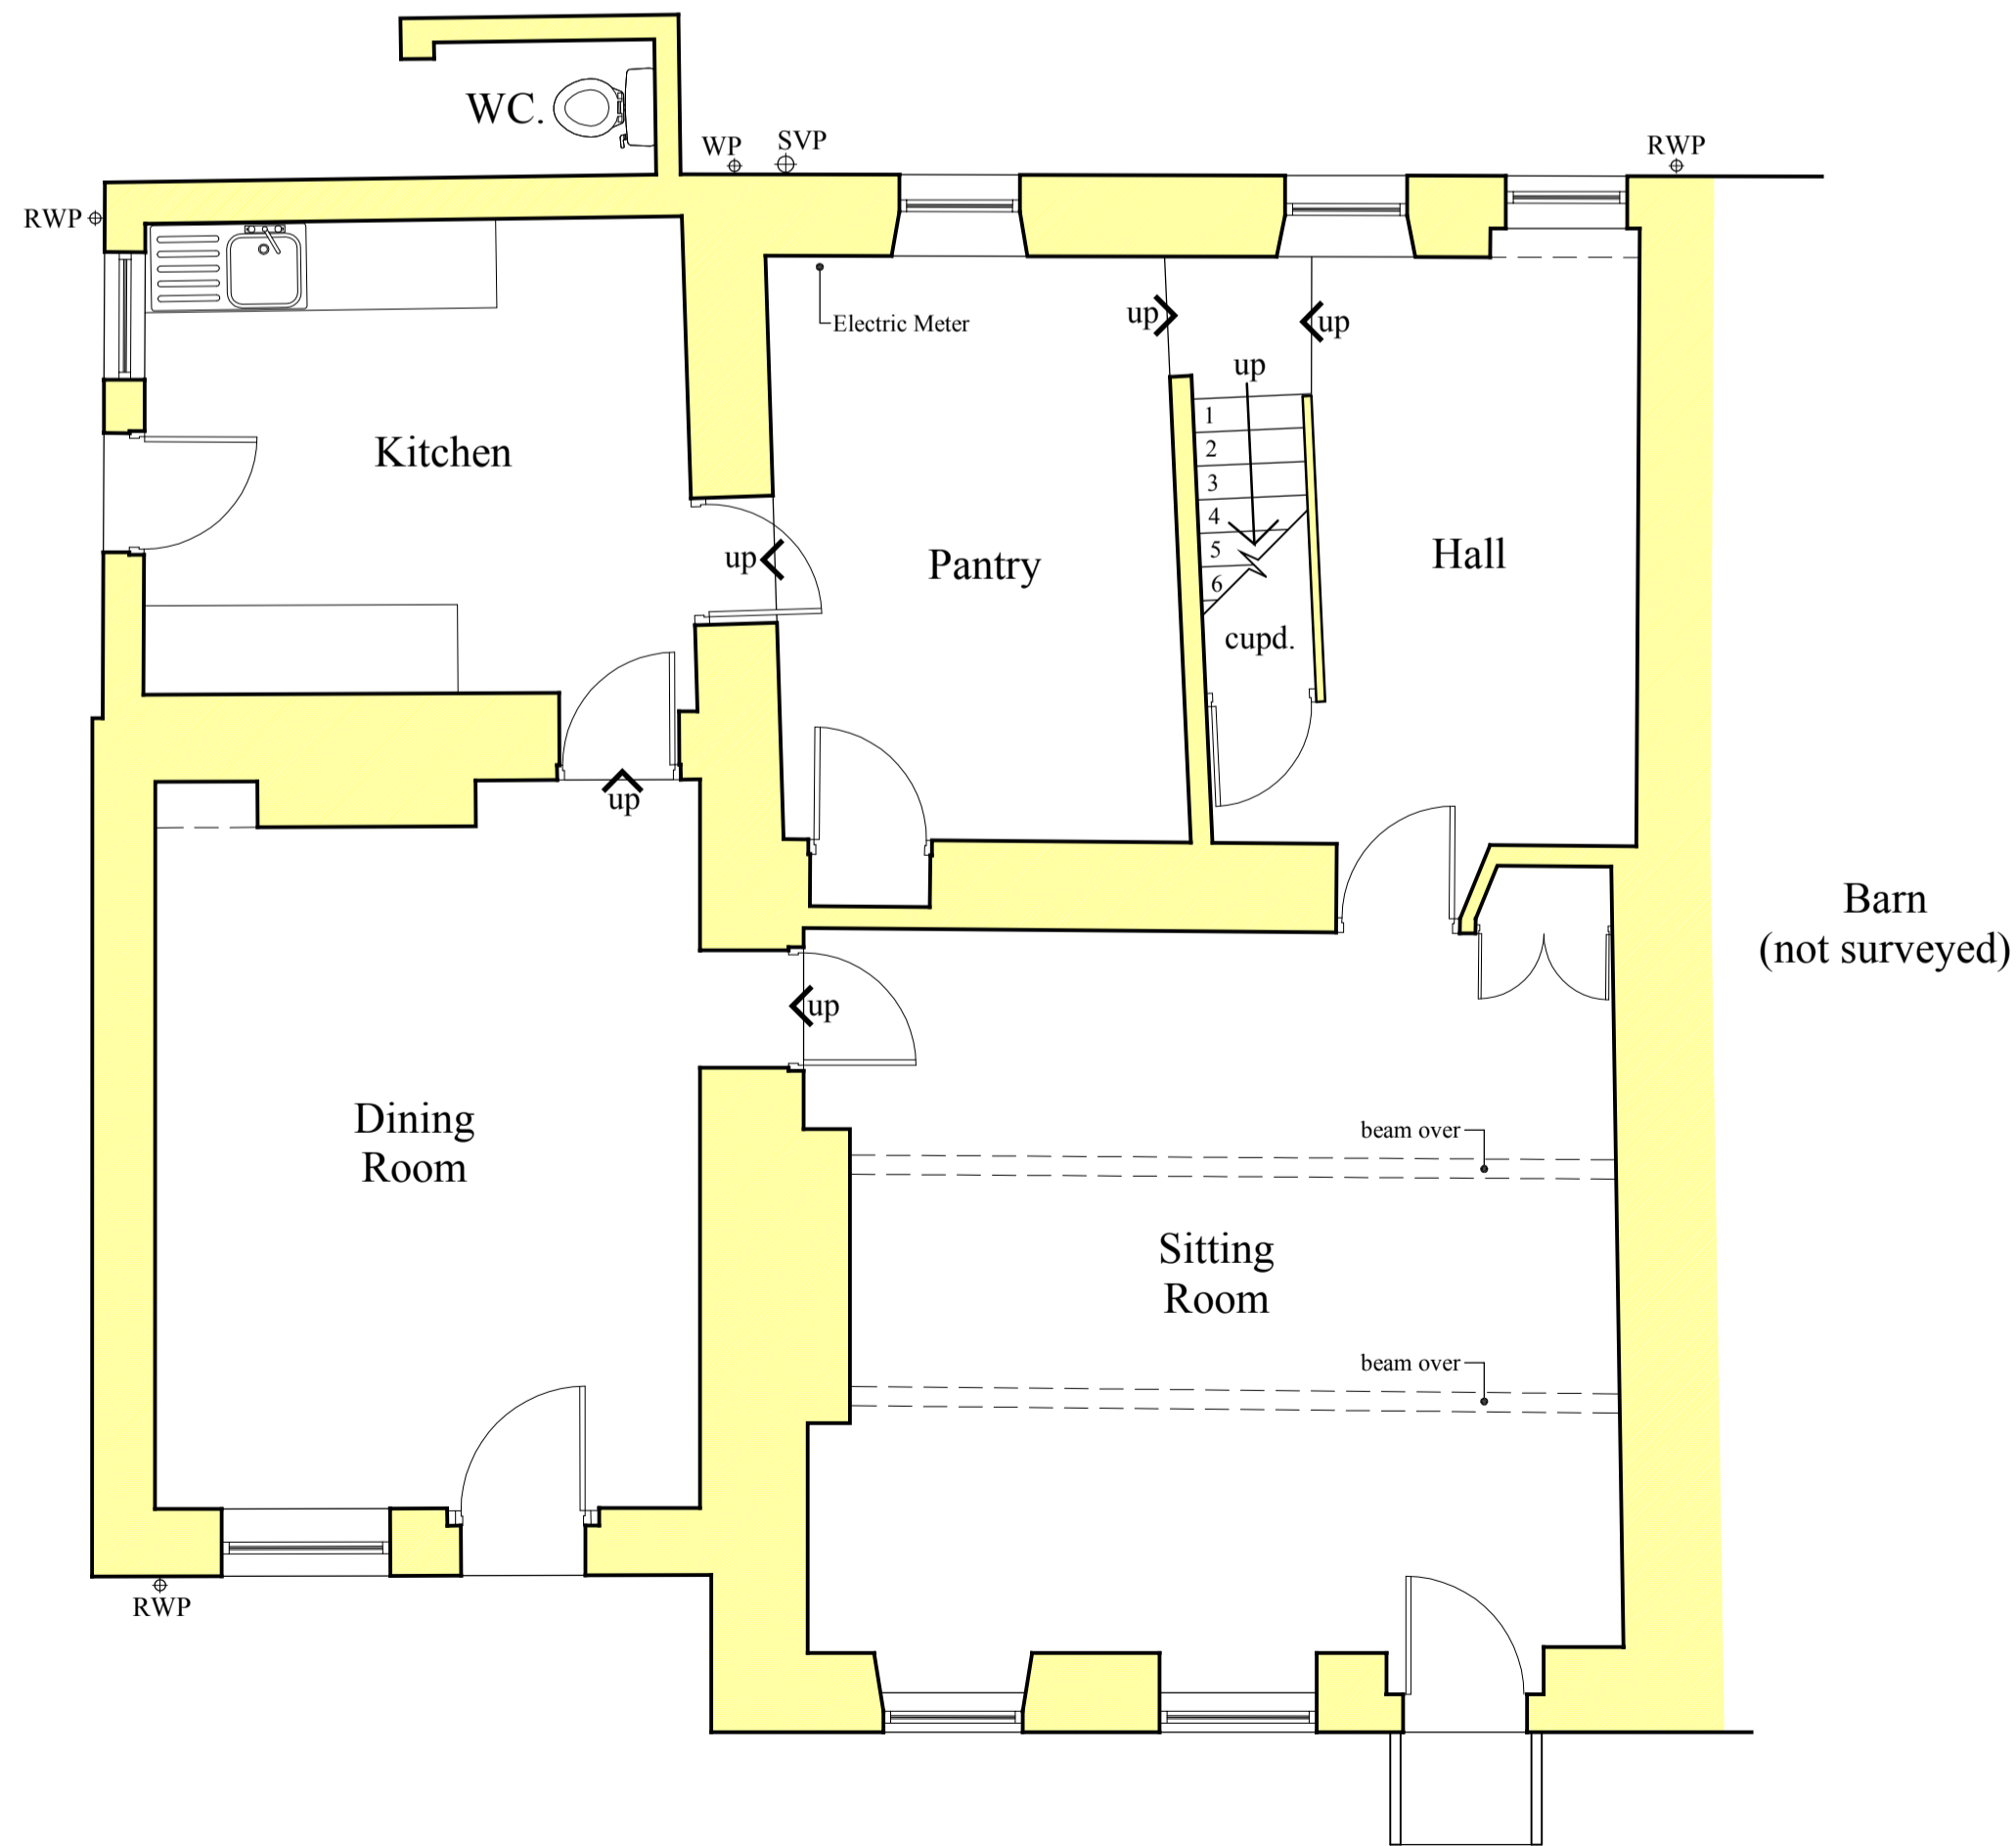 WC.
WP
SVP
RWP
RWP
Electric Meter
up
up
up
1
2
3
4
5
6
Kitchen
up
Pantry
Hall
cupd.
up
Barn
(not surveyed)
up
Dining
Room
beam over
Sitting
Room
beam over
RWP